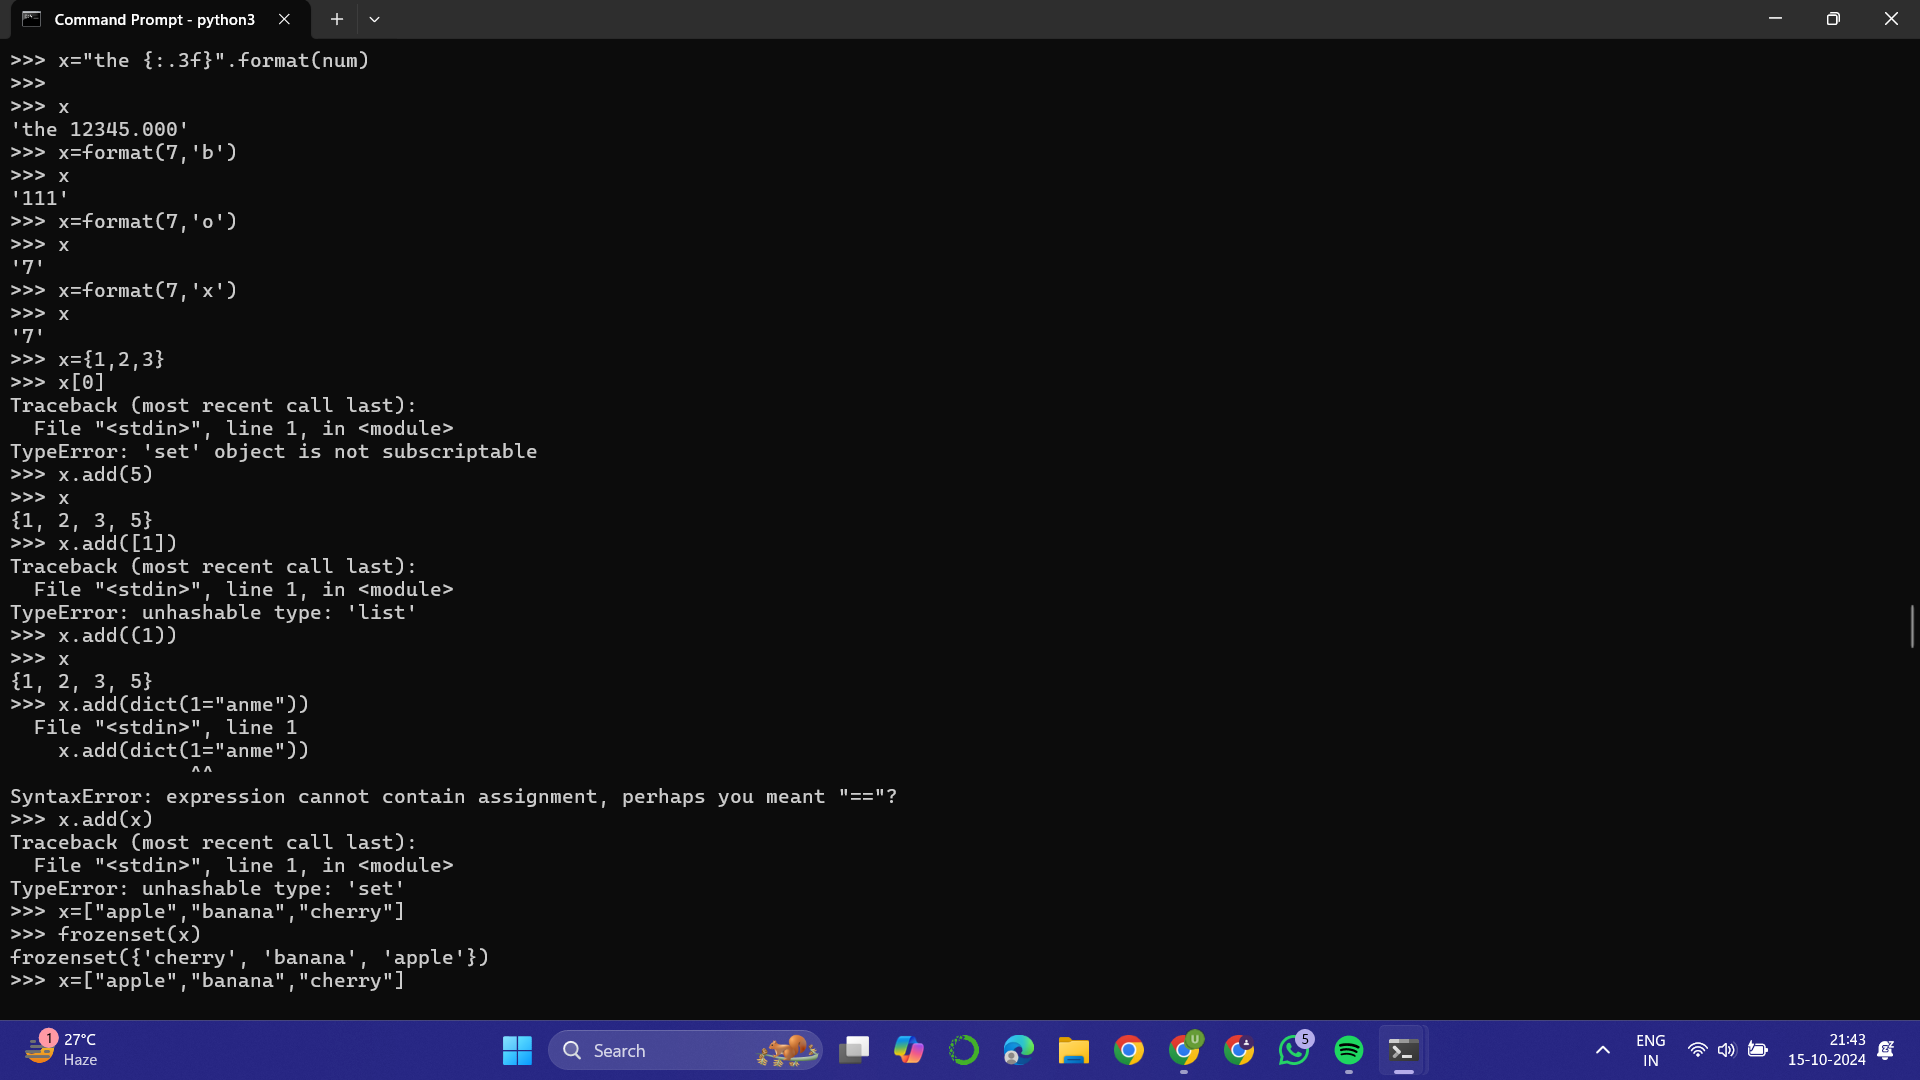 Command Prompt - python3
>>> x="the {:.3f}".format(num)
>>>
>>> x
'the 12345.000'
>>> x=format(7,'b')
>>> x
'111'
>>> x=format(7,'o')
>>> x
'7'
>>> x=format(7,'x')
>>> x
'7'
>>> x={1,2,3}
>>> x[0]
Traceback (most recent call last):
  File "<stdin>", line 1, in <module>
TypeError: 'set' object is not subscriptable
>>> x.add(5)
>>> x
{1, 2, 3, 5}
>>> x.add([1])
Traceback (most recent call last):
  File "<stdin>", line 1, in <module>
TypeError: unhashable type: 'list'
>>> x.add((1))
>>> x
{1, 2, 3, 5}
>>> x.add(dict(1="anme"))
  File "<stdin>", line 1
    x.add(dict(1="anme"))
               ^^
SyntaxError: expression cannot contain assignment, perhaps you meant "=="?
>>> x.add(x)
Traceback (most recent call last):
  File "<stdin>", line 1, in <module>
TypeError: unhashable type: 'set'
>>> x=["apple","banana","cherry"]
>>> frozenset(x)
frozenset({'cherry', 'banana', 'apple'})
>>> x=["apple","banana","cherry"]
1
27°C
Haze
Search
U
5
ENG
IN
21:43
15-10-2024